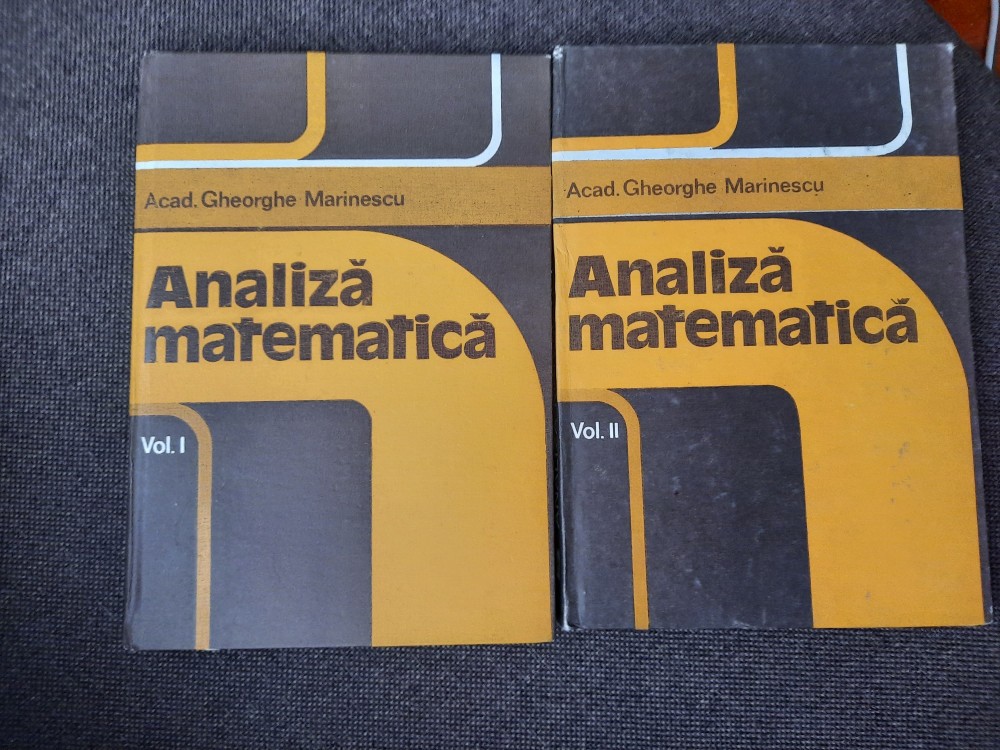 Acad. Gheorghe Marinescu
Analiză
matematică
Vol. I
Acad. Gheorghe Marinescu
Analiză
matematică
Vol. II